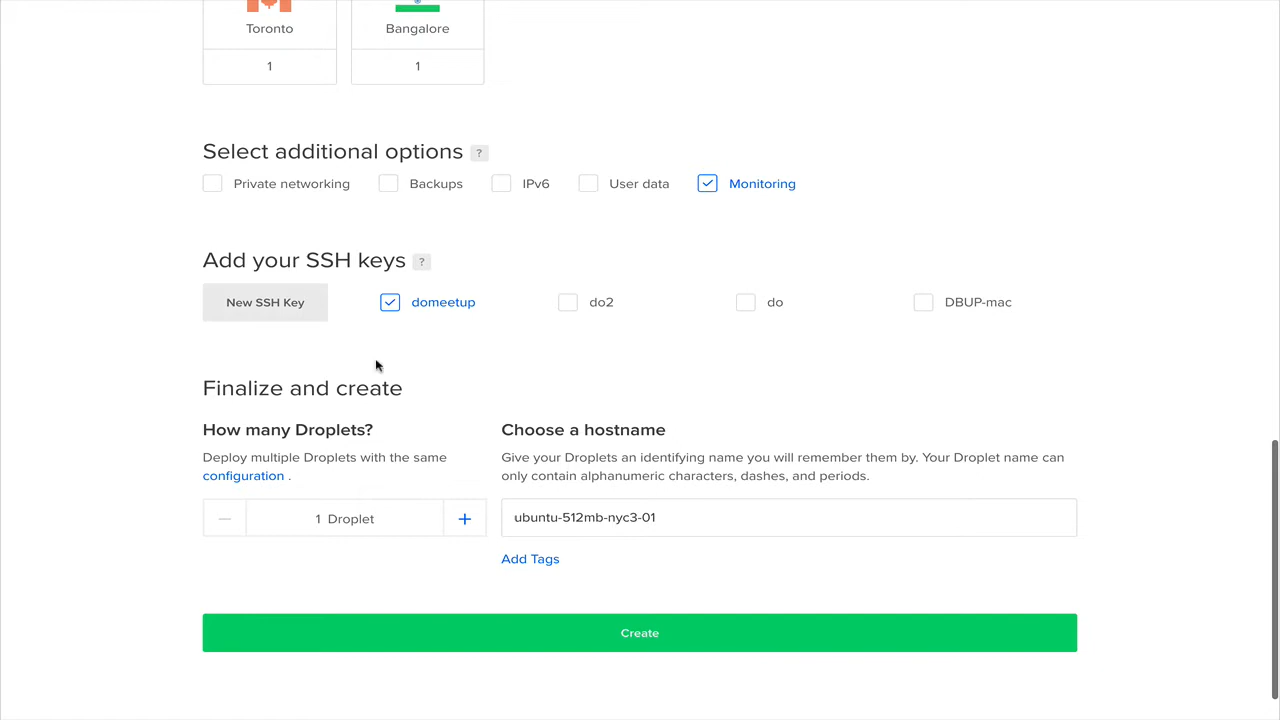 Toronto
Bangalore
1
1
Select additional options ?
Private networking
Backups
IPv6
User data
Monitoring
Add your SSH keys ?
New SSH Key
domeetup
do2
do
DBUP-mac
Finalize and create
How many Droplets?
Deploy multiple Droplets with the same
configuration .
1 Droplet
Choose a hostname
Give your Droplets an identifying name you will remember them by. Your Droplet name can
only contain alphanumeric characters, dashes, and periods.
ubuntu-512mb-nyc3-01
Add Tags
Create